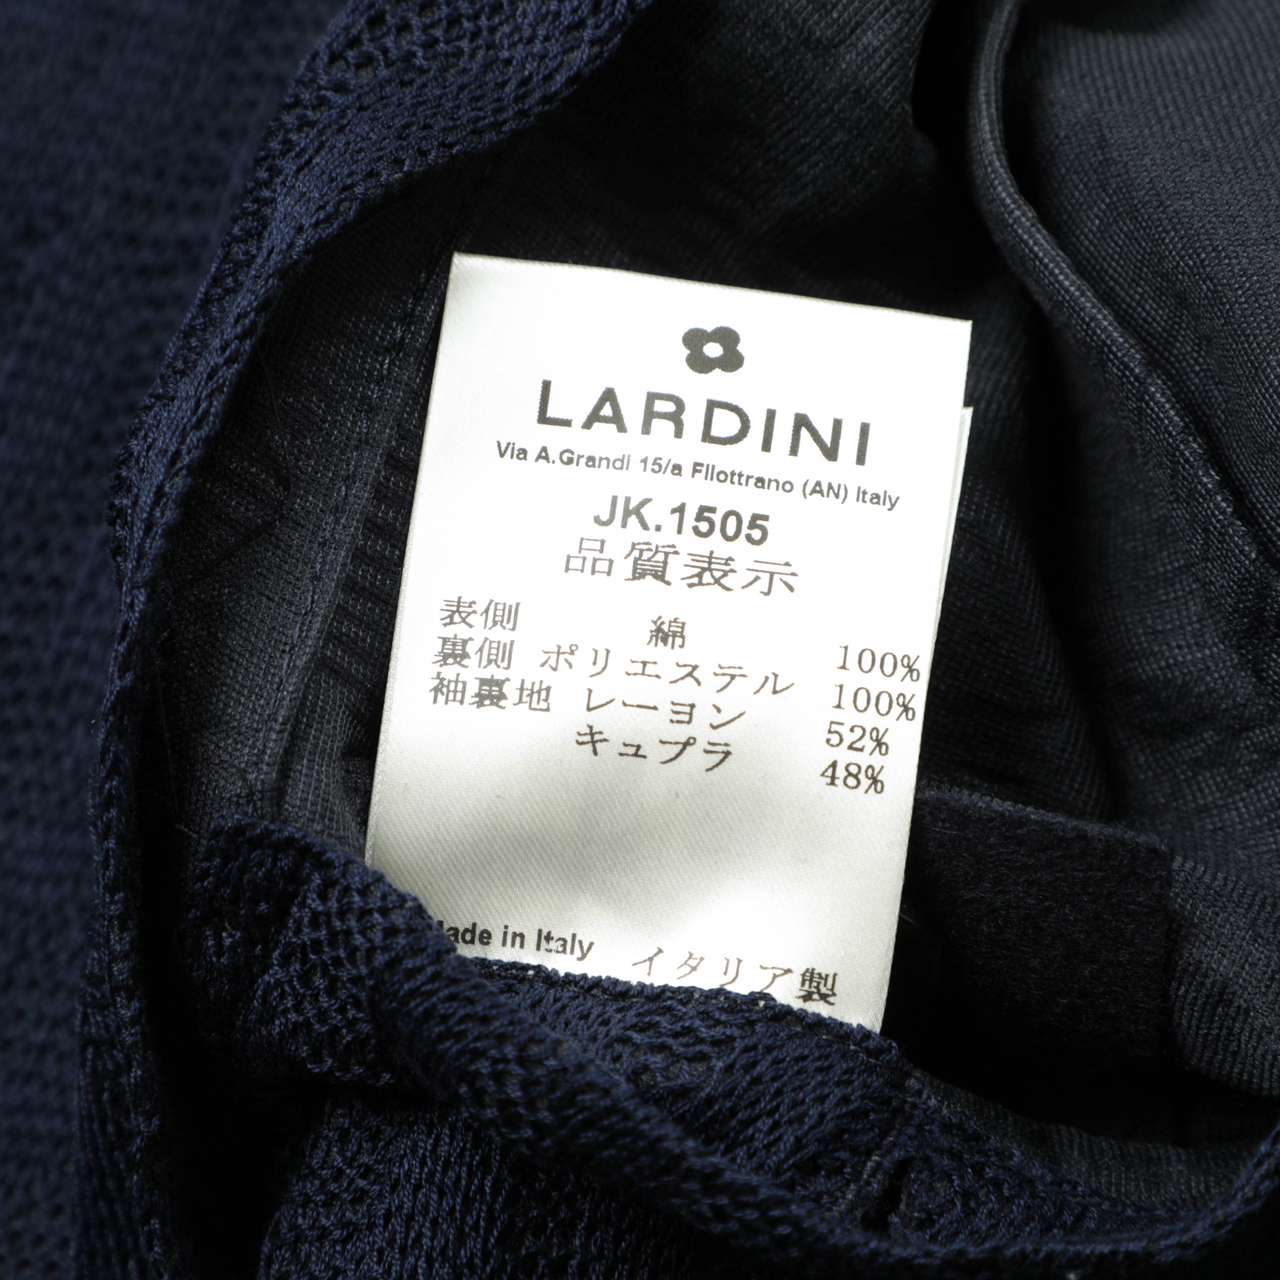 LARDINI
Via A.Grandi 15/a Filottrano (AN) Italy
JK.1505
品質表示
表側 綿 100%
裏側 ポリエステル 100%
袖裏地 レーヨン 52%
キュプラ 48%
Made in Italy イタリア製